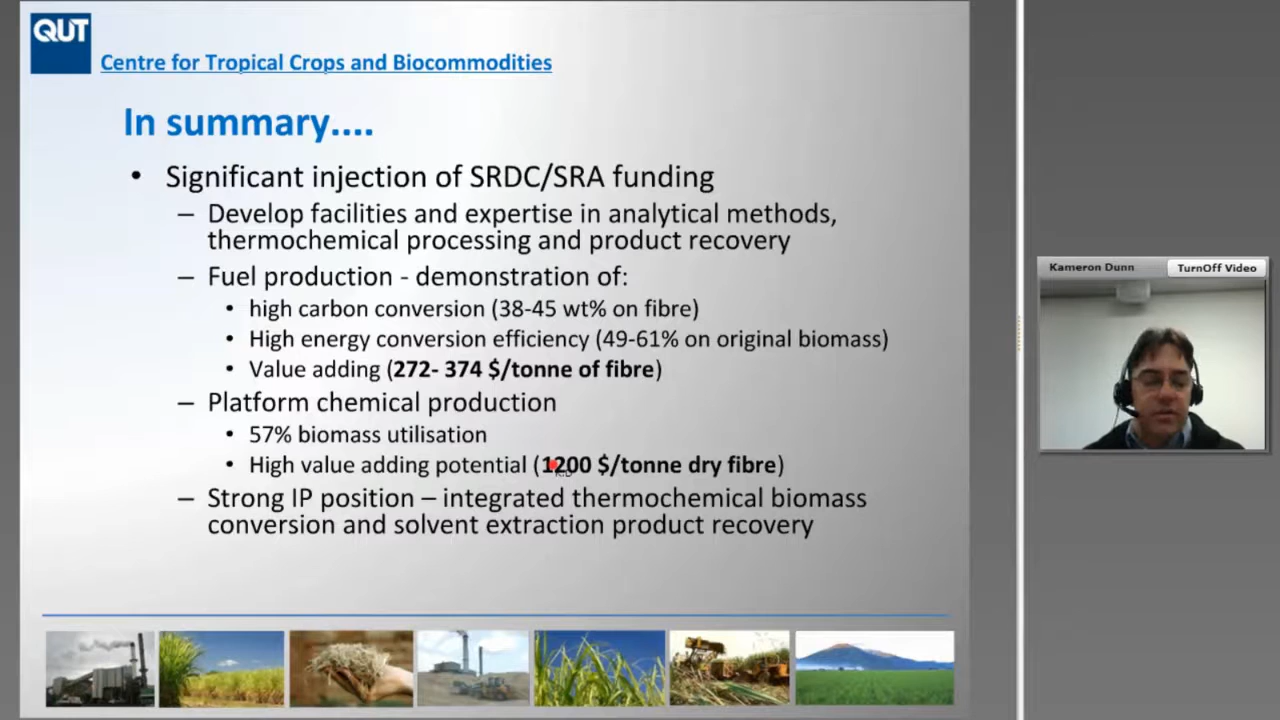 QUT
Centre for Tropical Crops and Biocommodities
In summary....
• Significant injection of SRDC/SRA funding
– Develop facilities and expertise in analytical methods,
thermochemical processing and product recovery
– Fuel production - demonstration of:
• high carbon conversion (38-45 wt% on fibre)
• High energy conversion efficiency (49-61% on original biomass)
• Value adding (272- 374 $/tonne of fibre)
– Platform chemical production
• 57% biomass utilisation
• High value adding potential (1200 $/tonne dry fibre)
– Strong IP position – integrated thermochemical biomass
conversion and solvent extraction product recovery
Kameron Dunn
TurnOff Video